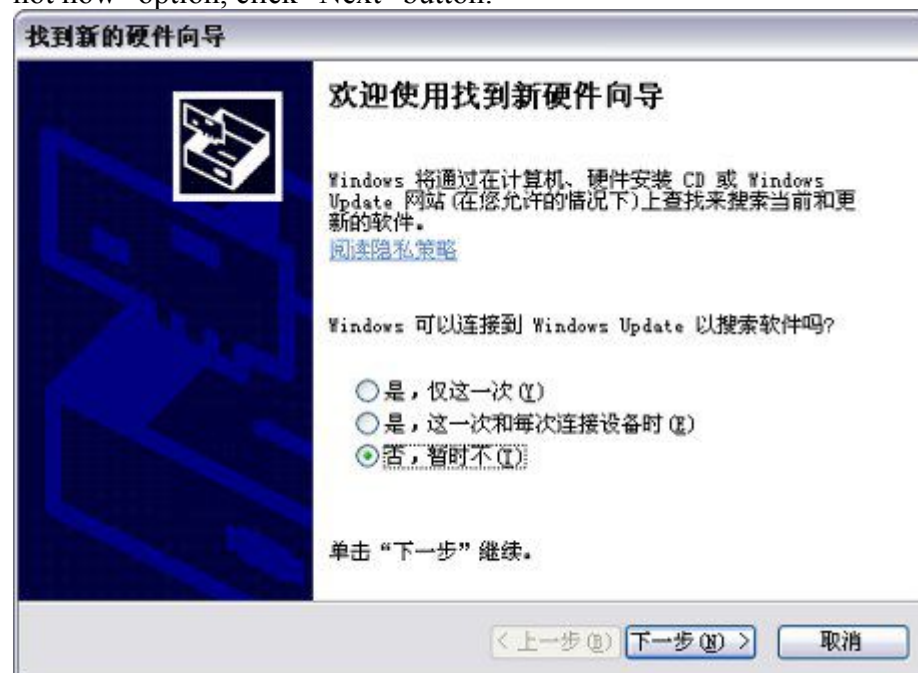 not now" option, click "Next" button.
找到新的硬件向导
欢迎使用找到新硬件向导
Windows 将通过在计算机、硬件安装 CD 或 Windows
Update 网站(在您允许的情况下)上查找来搜索当前和更
新的软件。
阅读隐私策略
Windows 可以连接到 Windows Update 以搜索软件吗?
是，仅这一次(Y)
是，这一次和每次连接设备时(E)
否，暂时不(T)
单击“下一步”继续。
< 上一步(B) 下一步(N) > 取消